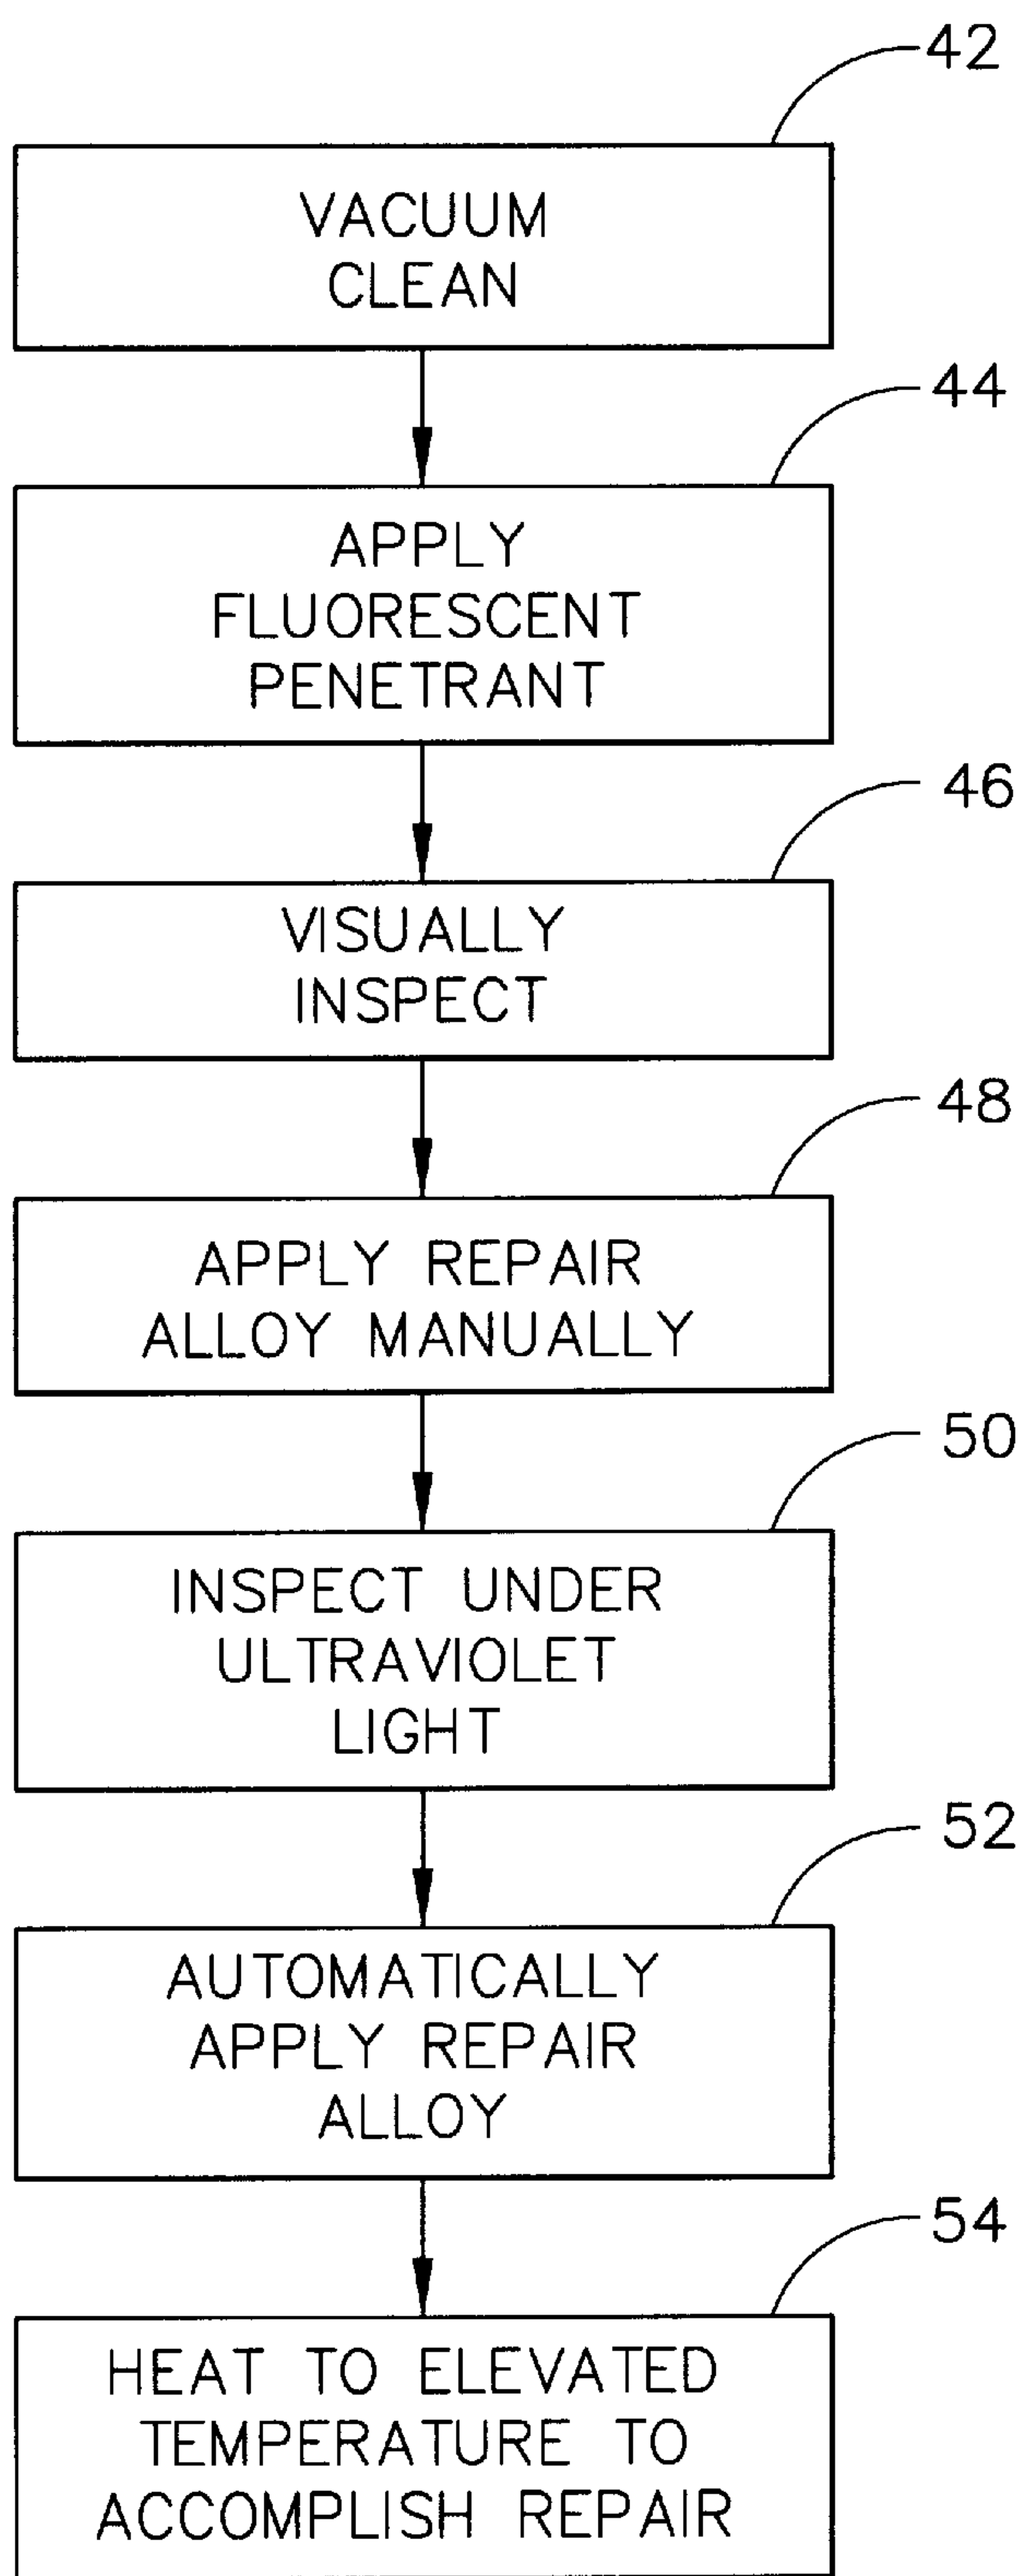 42
VACUUM
CLEAN
44
APPLY
FLUORESCENT
PENETRANT
46
VISUALLY
INSPECT
48
APPLY REPAIR
ALLOY MANUALLY
50
INSPECT UNDER
ULTRAVIOLET
LIGHT
52
AUTOMATICALLY
APPLY REPAIR
ALLOY
54
HEAT TO ELEVATED
TEMPERATURE TO
ACCOMPLISH REPAIR